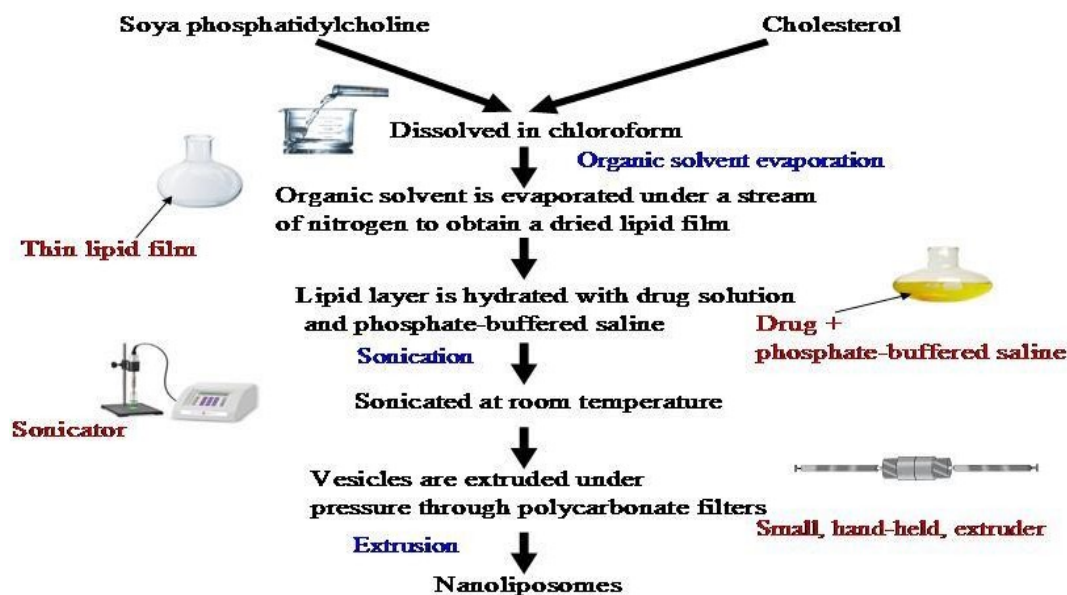 Soya phosphatidylcholine
Cholesterol
Dissolved in chloroform
Organic solvent evaporation
Organic solvent is evaporated under a stream
of nitrogen to obtain a dried lipid film
Thin lipid film
Lipid layer is hydrated with drug solution
and phosphate-buffered saline
Drug +
phosphate-buffered saline
Sonication
Sonicated at room temperature
Sonicator
Vesicles are extruded under
pressure through polycarbonate filters
Small, hand-held, extruder
Extrusion
Nanoliposomes